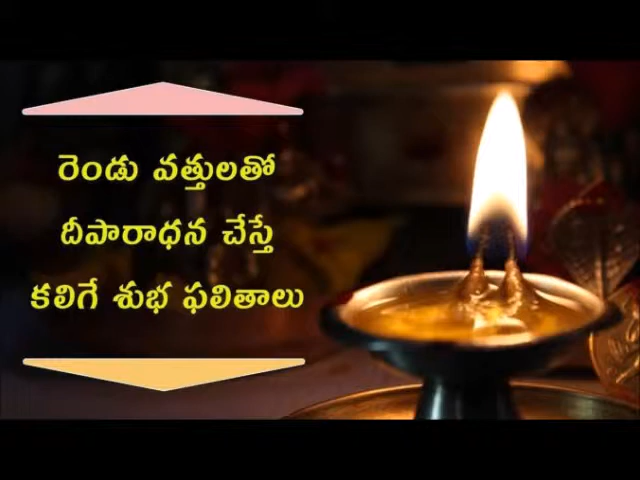 రెండు వత్తులతో
దీపారాధన చేస్తే
కలిగే శుభ ఫలితాలు